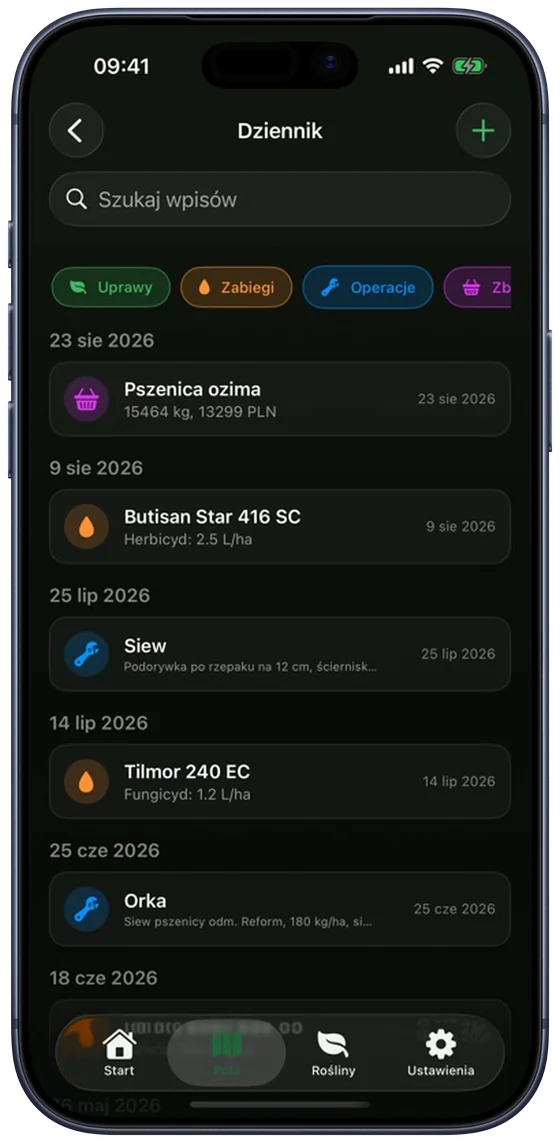 09:41
Dziennik
Szukaj wpisów
Uprawy Zabiegi Operacje Zb
23 sie 2026
Pszenica ozima
15464 kg, 13299 PLN
23 sie 2026
9 sie 2026
Butisan Star 416 SC
Herbicyd: 2.5 L/ha
9 sie 2026
25 lip 2026
Siew
Podorywka po rzepaku na 12 cm, ściernisk...
25 lip 2026
14 lip 2026
Tilmor 240 EC
Fungicyd: 1.2 L/ha
14 lip 2026
25 cze 2026
Orka
Siew pszenicy odm. Reform, 180 kg/ha, si...
25 cze 2026
18 cze 2026
Start Pola Rośliny Ustawienia
maj 2026